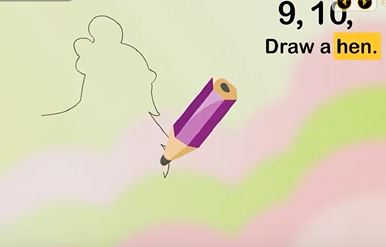 9, 10,
Draw a hen.